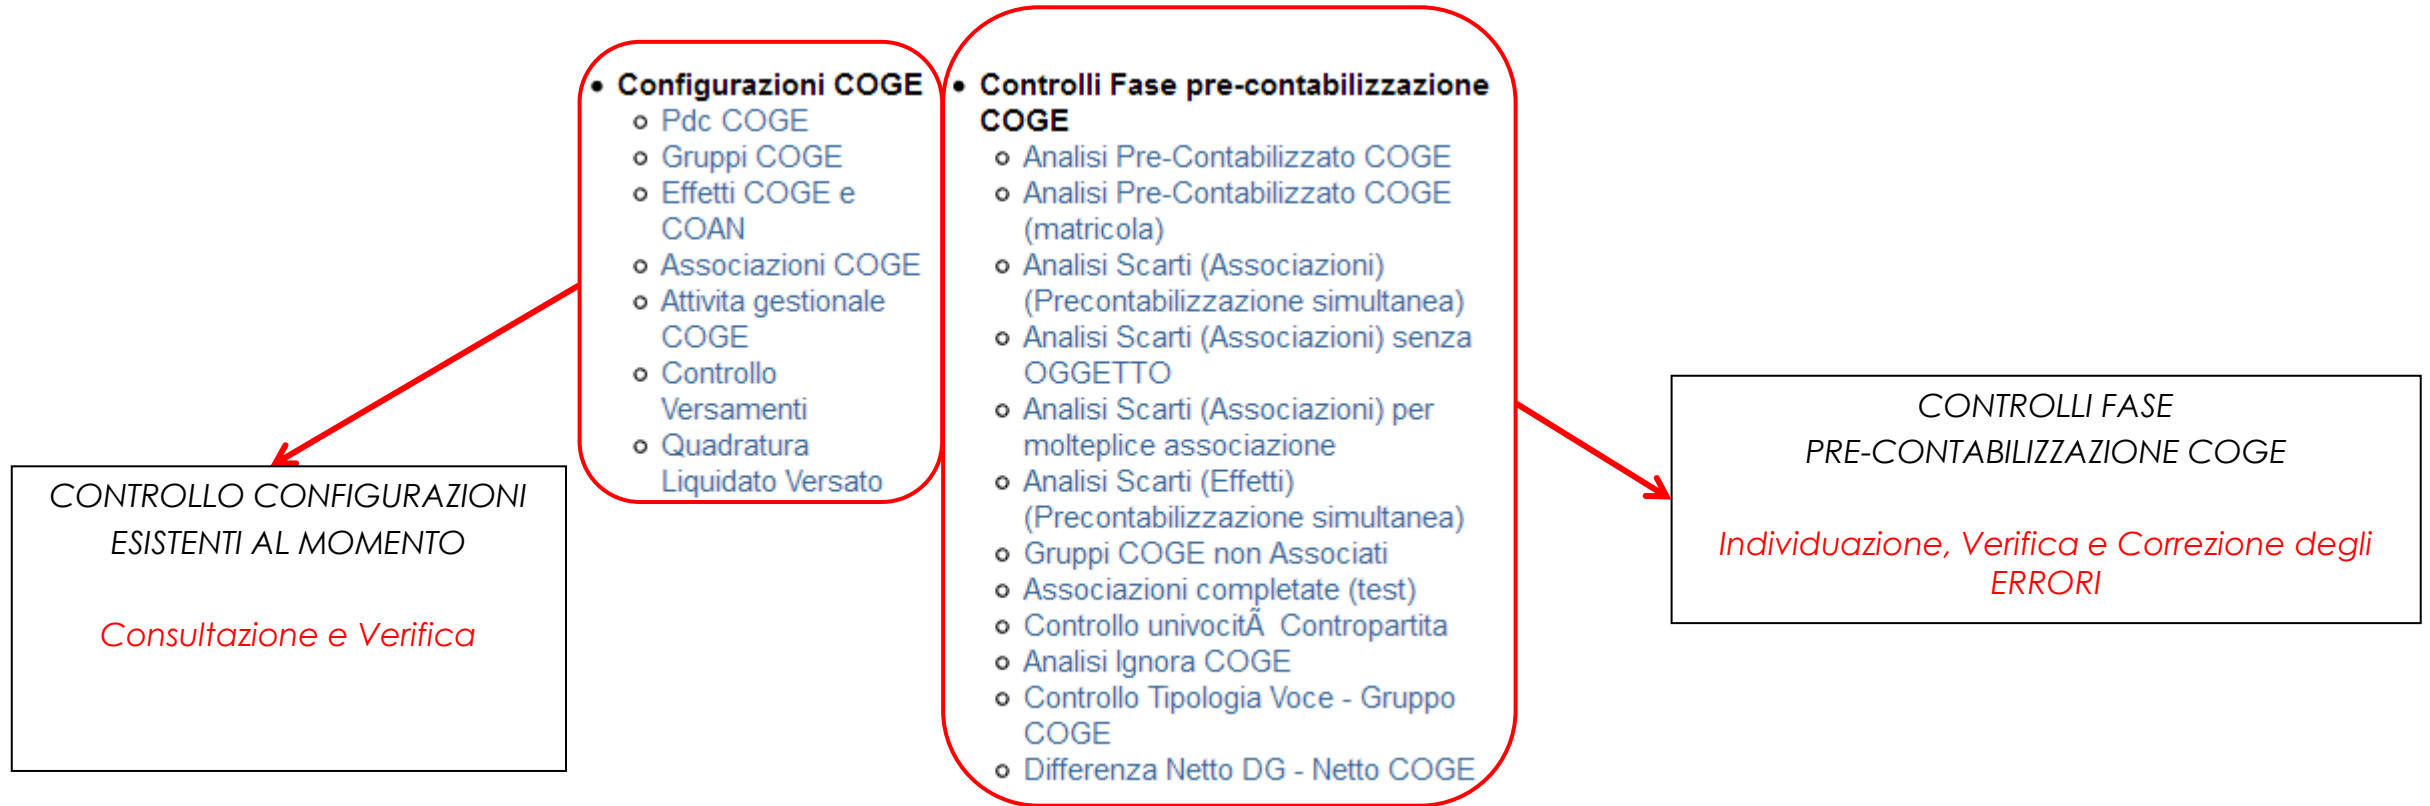 Configurazioni COGE
Pdc COGE
Gruppi COGE
Effetti COGE e
COAN
Associazioni COGE
Attivita gestionale
COGE
Controllo
Versamenti
Quadratura
Liquidato Versato
Controlli Fase pre-contabilizzazione
COGE
Analisi Pre-Contabilizzato COGE
Analisi Pre-Contabilizzato COGE
(matricola)
Analisi Scarti (Associazioni)
(Precontabilizzazione simultanea)
Analisi Scarti (Associazioni) senza
OGGETTO
Analisi Scarti (Associazioni) per
molteplice associazione
Analisi Scarti (Effetti)
(Precontabilizzazione simultanea)
Gruppi COGE non Associati
Associazioni completate (test)
Controllo univocitÃ  Contropartita
Analisi Ignora COGE
Controllo Tipologia Voce - Gruppo
COGE
Differenza Netto DG - Netto COGE
CONTROLLO CONFIGURAZIONI
ESISTENTI AL MOMENTO
Consultazione e Verifica
CONTROLLI FASE
PRE-CONTABILIZZAZIONE COGE
Individuazione, Verifica e Correzione degli
ERRORI